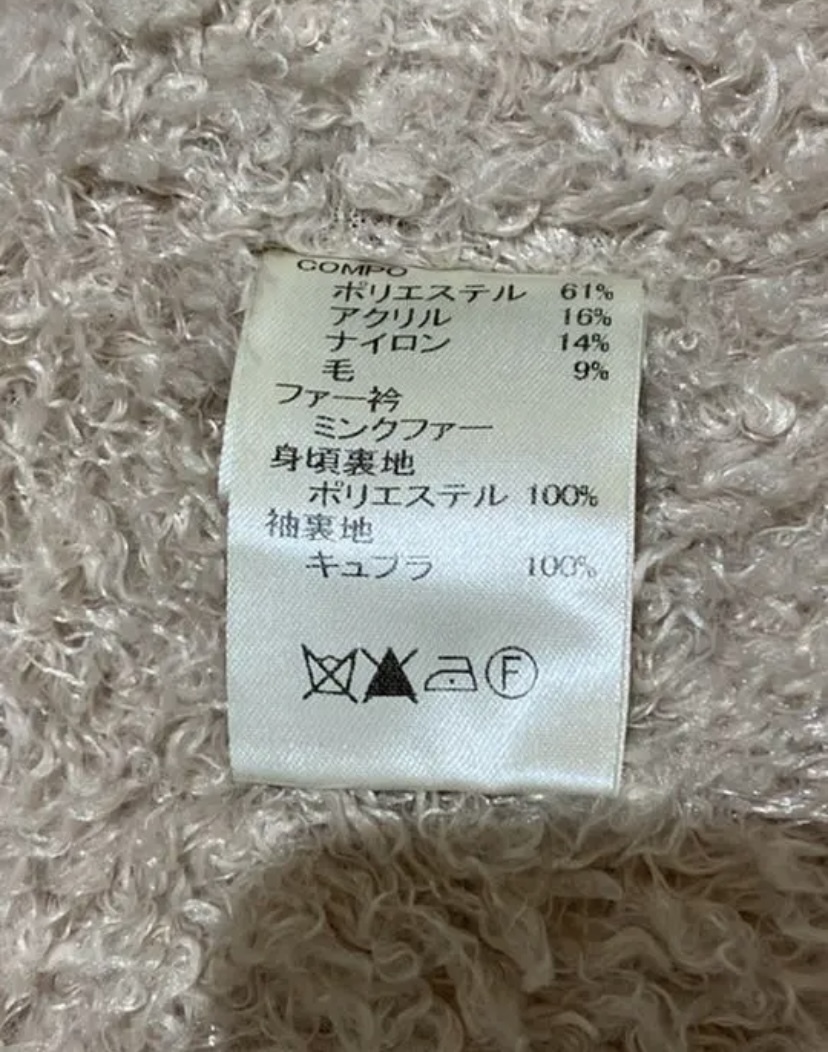 COMPO
ポリエステル 61%
アクリル 16%
ナイロン 14%
毛 9%
ファー衿
ミンクファー
身頃裏地
ポリエステル 100%
袖裏地
キュプラ 100%
F